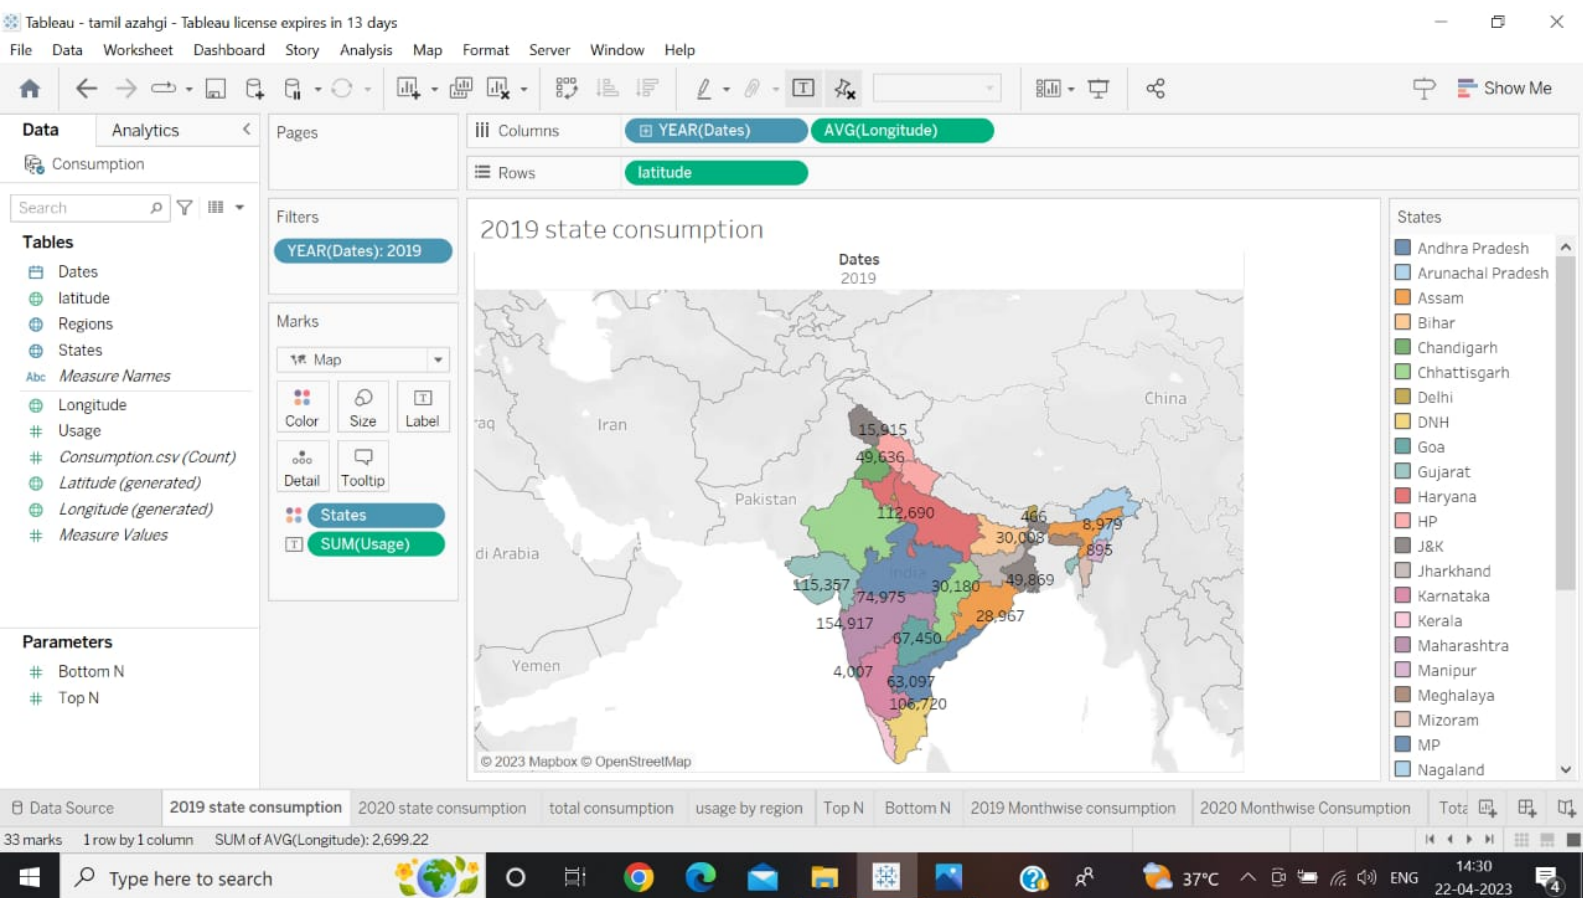 Tableau - tamil azahgi - Tableau license expires in 13 days
File Data Worksheet Dashboard Story Analysis Map Format Server Window Help
Show Me
Data Analytics
Consumption
Search
Tables
Dates
latitude
Regions
States
Abc Measure Names
Longitude
# Usage
# Consumption.csv (Count)
Latitude (generated)
Longitude (generated)
# Measure Values
Parameters
# Bottom N
# Top N
Pages
Filters
YEAR(Dates): 2019
Marks
Map
Color Size Label
Detail Tooltip
States
SUM(Usage)
Columns YEAR(Dates) AVG(Longitude)
Rows latitude
2019 state consumption
Dates
2019
China
Iran
raq
15,915
49,636
Pakistan
112,690
466
8,979
30,008
895
di Arabia
India
115,357
74,975
30,180
49,869
154,917
28,967
67,450
Yemen
4,007
63,097
106,720
© 2023 Mapbox © OpenStreetMap
States
Andhra Pradesh
Arunachal Pradesh
Assam
Bihar
Chandigarh
Chhattisgarh
Delhi
DNH
Goa
Gujarat
Haryana
HP
J&K
Jharkhand
Karnataka
Kerala
Maharashtra
Manipur
Meghalaya
Mizoram
MP
Nagaland
Data Source 2019 state consumption 2020 state consumption total consumption usage by region Top N Bottom N 2019 Monthwise consumption 2020 Monthwise Consumption Tota
33 marks 1 row by 1 column SUM of AVG(Longitude): 2,699.22
Type here to search
37°C ENG
14:30
22-04-2023
4